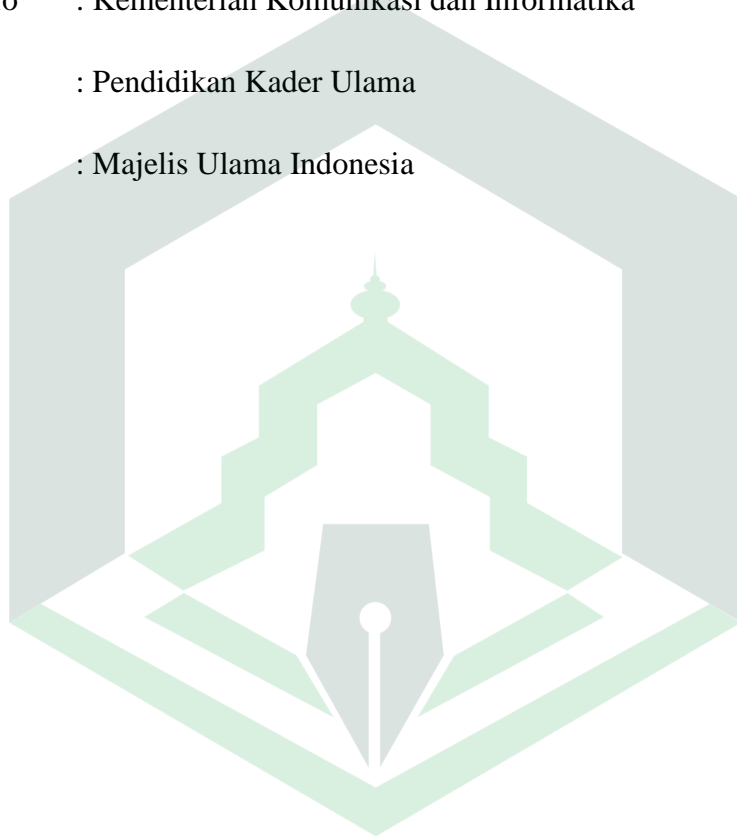 o : Kementerian Komunikasi dan Informatika
: Pendidikan Kader Ulama
: Majelis Ulama Indonesia